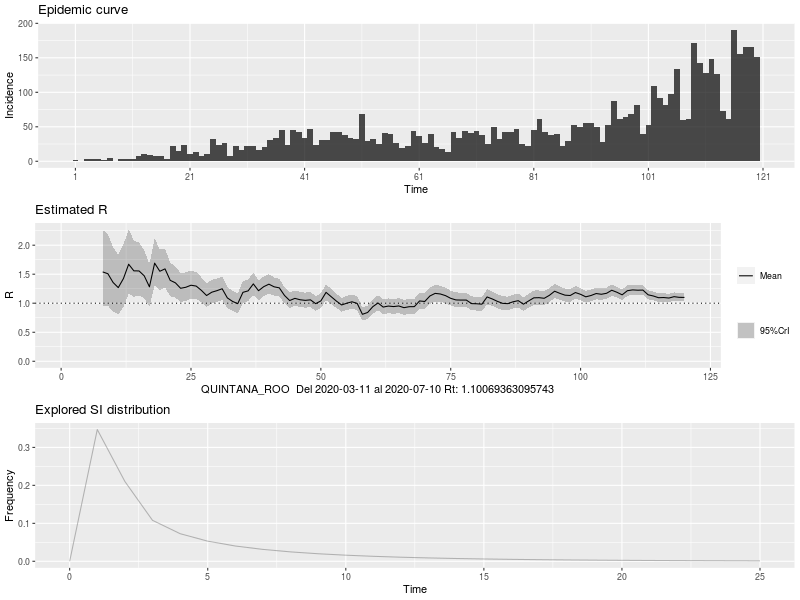 Epidemic curve
200
150
100
50
0
Incidence
1 21 41 61 81 101 121
Time
Estimated R
2.0
1.5
1.0
0.5
0.0
R
Mean
95%CrI
0 25 50 75 100 125
QUINTANA_ROO Del 2020-03-11 al 2020-07-10 Rt: 1.10069363095743
Explored SI distribution
0.3
0.2
0.1
0.0
Frequency
0 5 10 15 20 25
Time